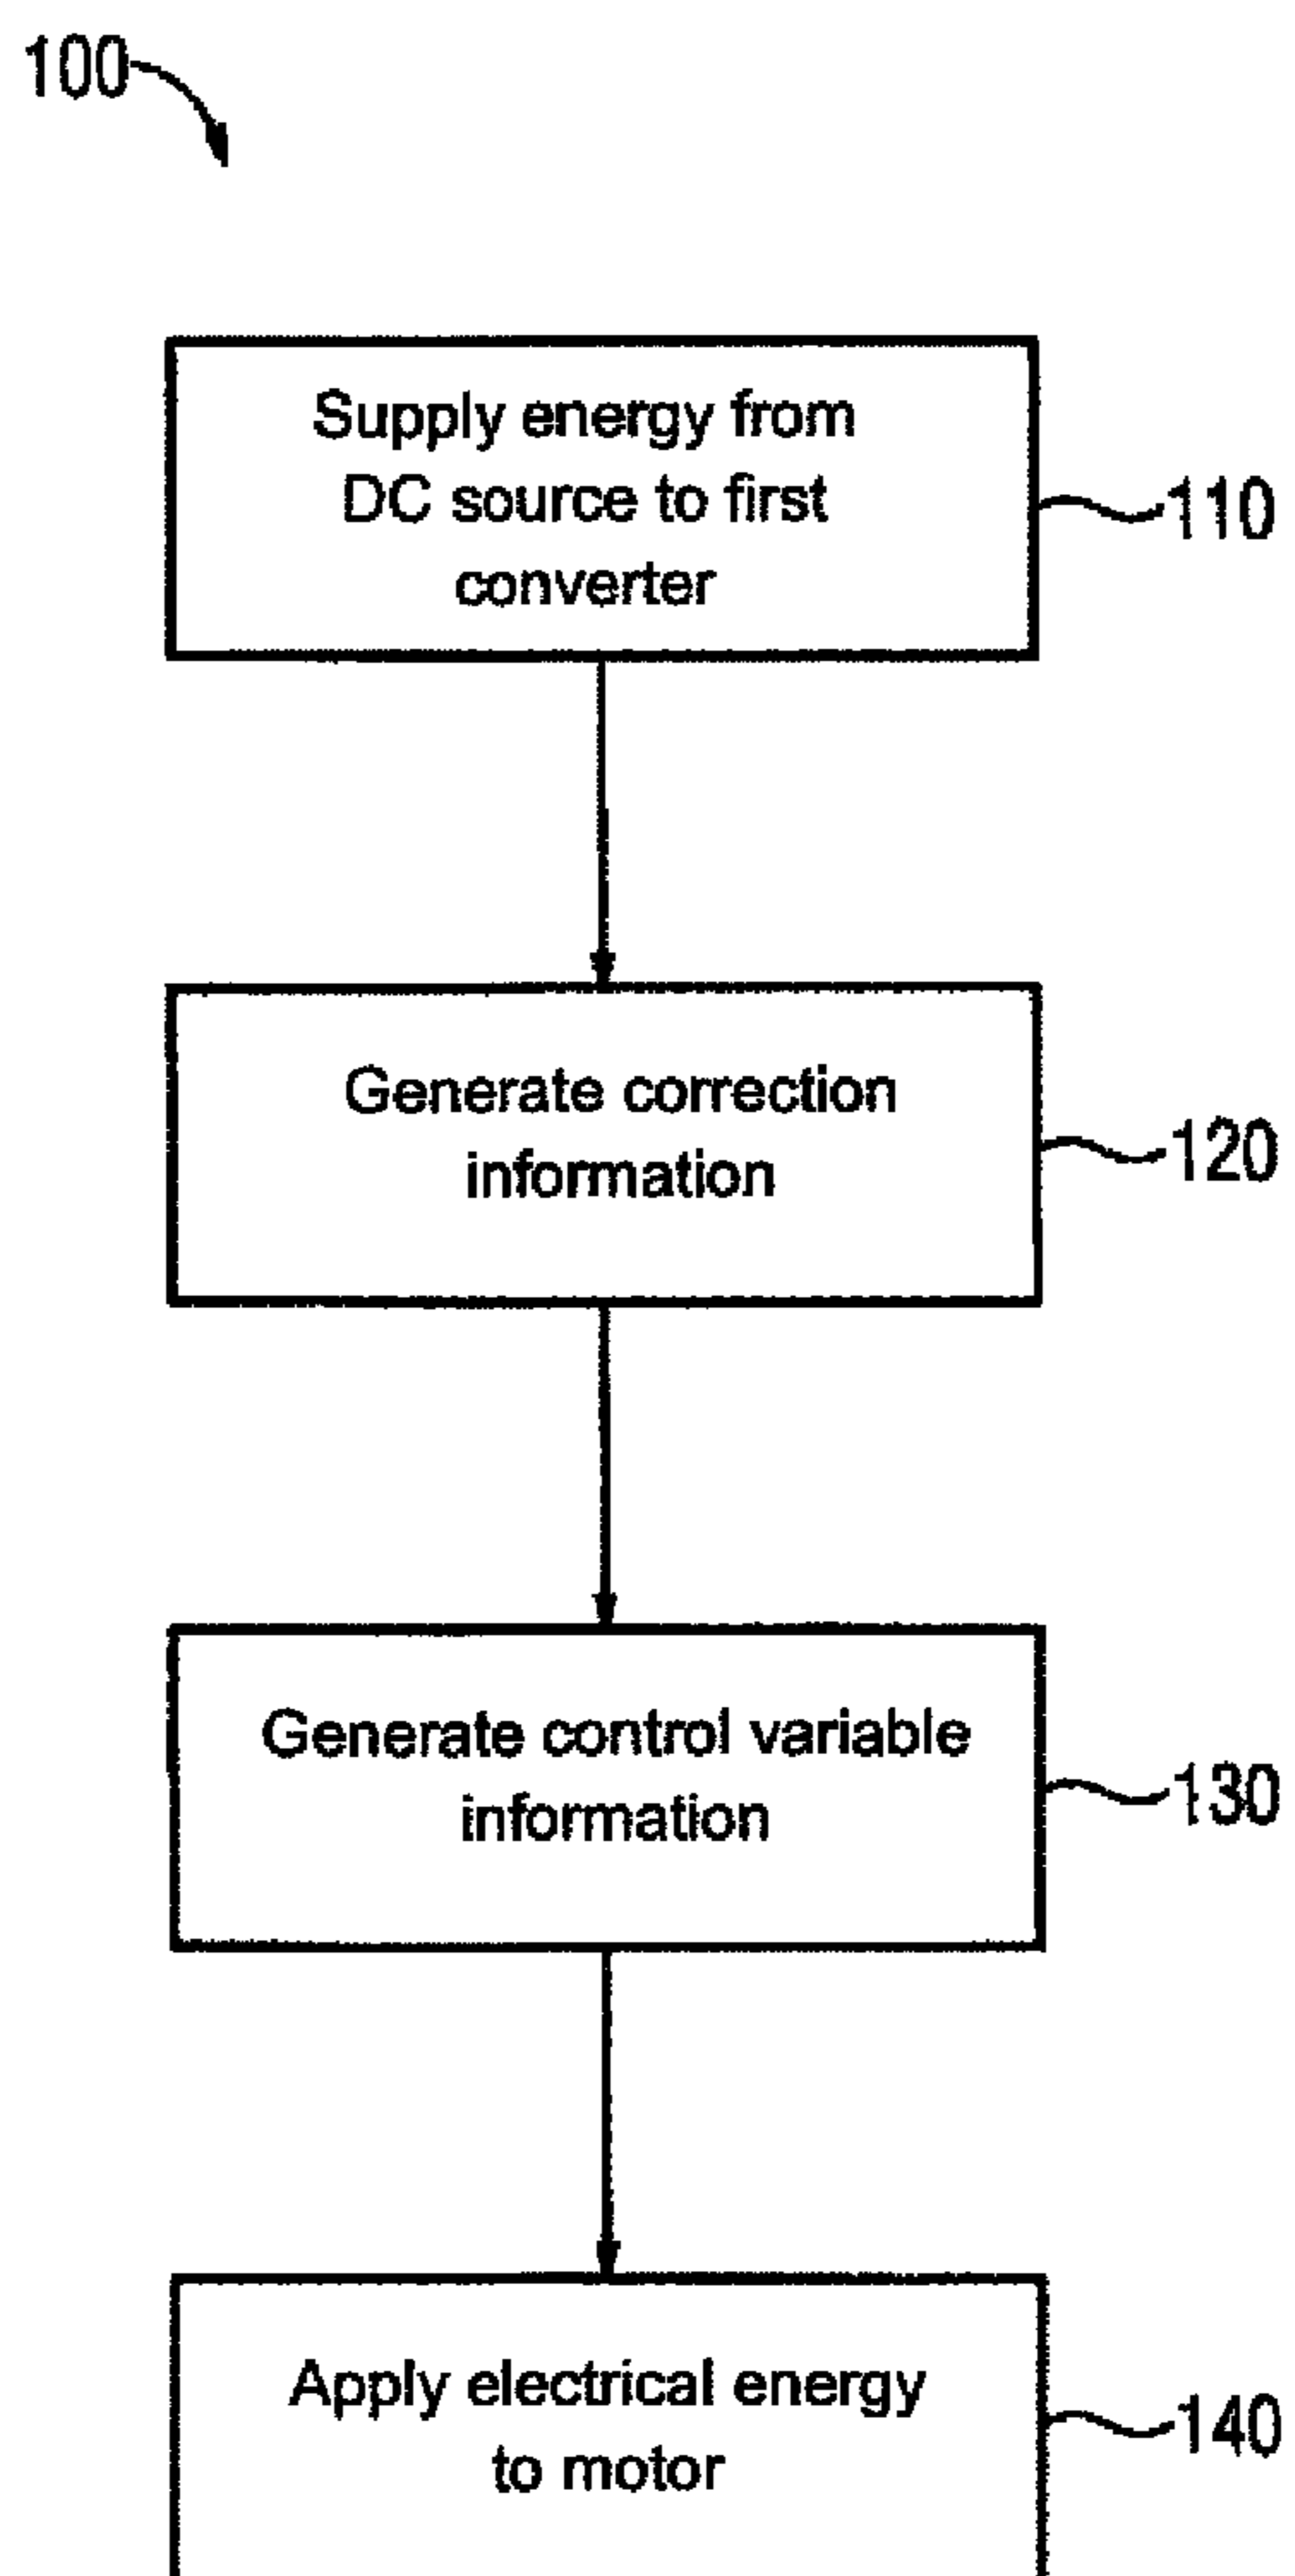 100
Supply energy from
DC source to first
converter
110
Generate correction
information
120
Generate control variable
information
130
Apply electrical energy
to motor
140